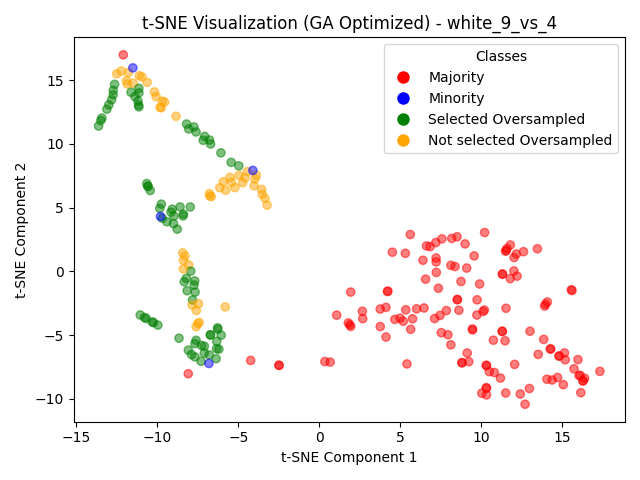 t-SNE Visualization (GA Optimized) - white_9_vs_4
Classes
Majority
Minority
Selected Oversampled
Not selected Oversampled
t-SNE Component 2
15
10
5
0
−5
−10
−15
−10
−5
0
5
10
15
t-SNE Component 1